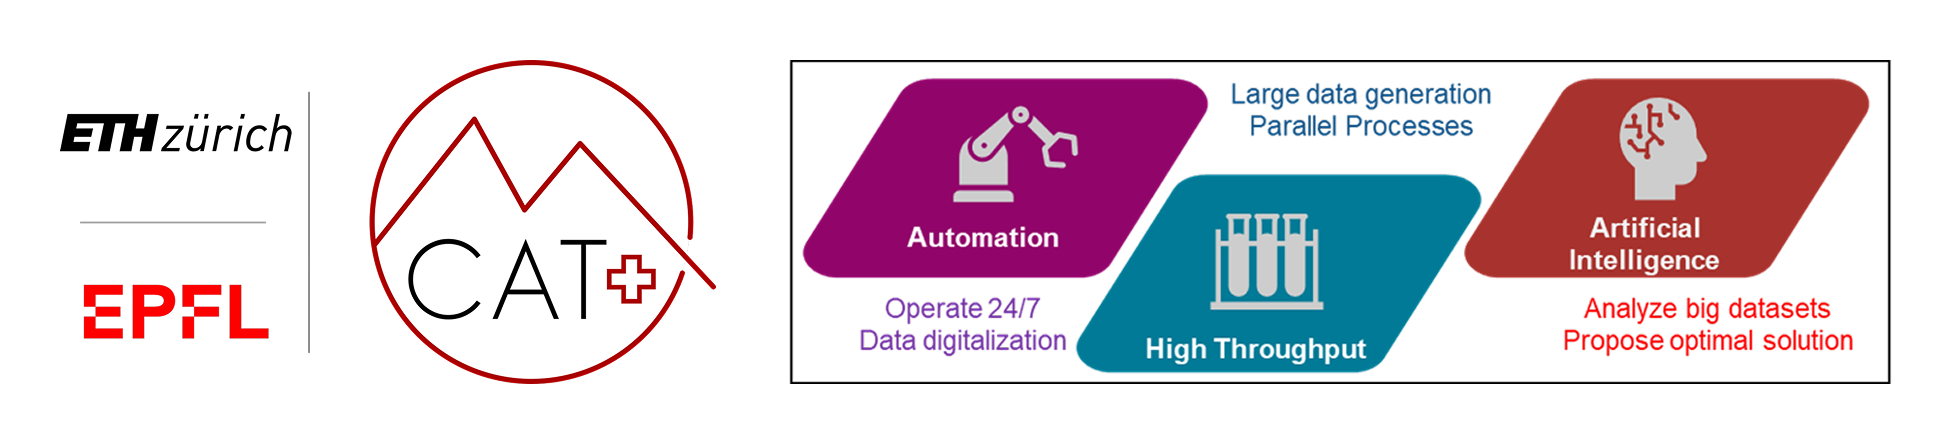 ETH zürich
EPFL
CAT+
Automation
Operate 24/7
Data digitalization
Large data generation
Parallel Processes
High Throughput
Artificial
Intelligence
Analyze big datasets
Propose optimal solution